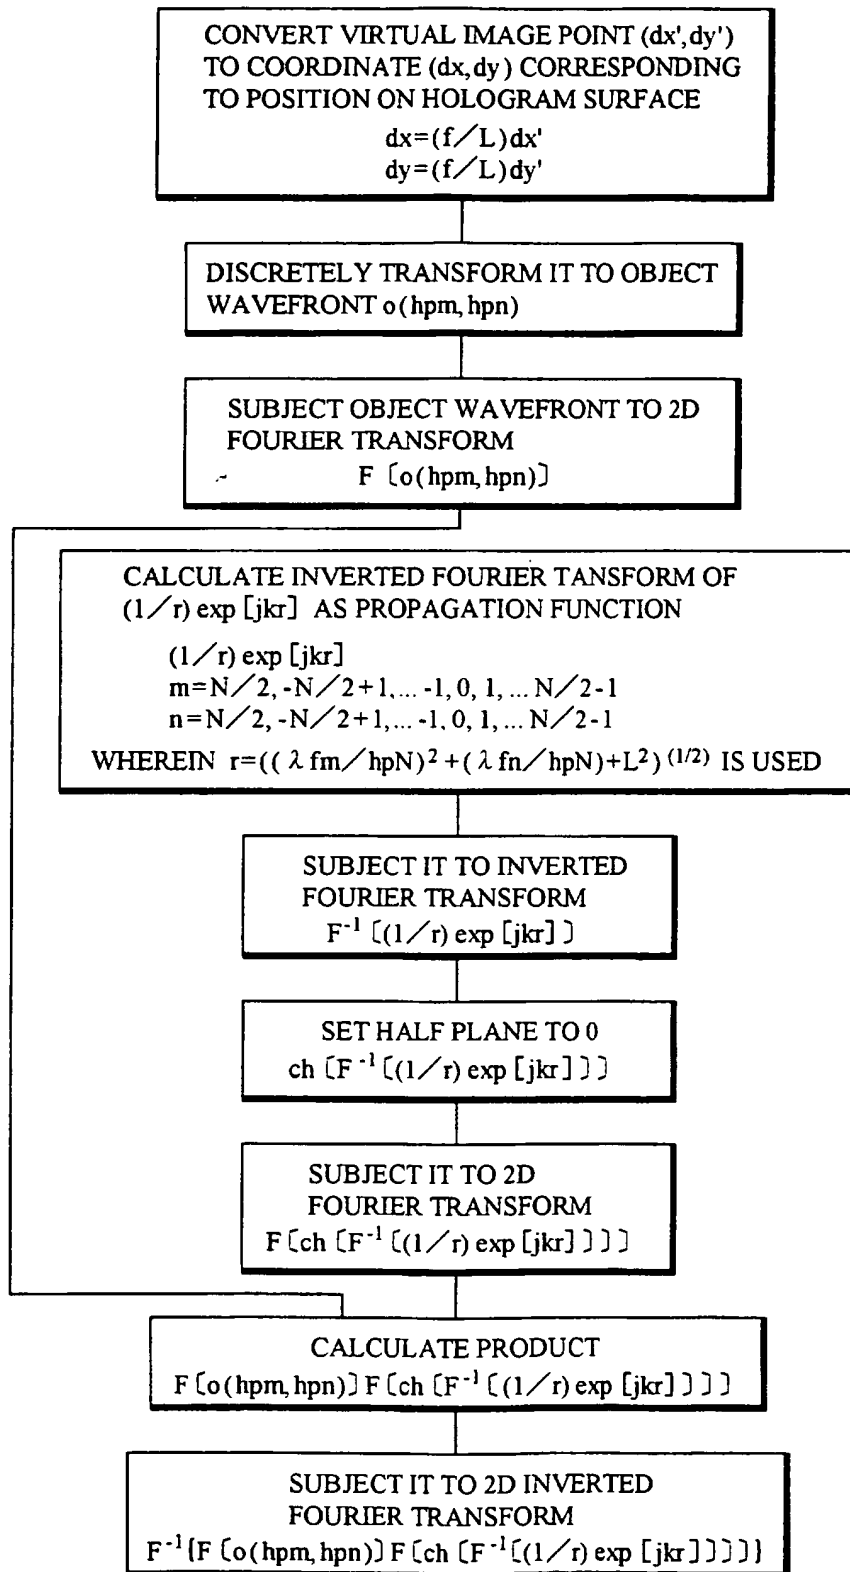 CONVERT VIRTUAL IMAGE POINT (dx',dy')
TO COORDINATE (dx,dy) CORRESPONDING
TO POSITION ON HOLOGRAM SURFACE
dx=(f/L)dx'
dy=(f/L)dy'
DISCRETELY TRANSFORM IT TO OBJECT
WAVEFRONT o(hpm,hpn)
SUBJECT OBJECT WAVEFRONT TO 2D
FOURIER TRANSFORM
F〔o(hpm,hpn)〕
CALCULATE INVERTED FOURIER TANSFORM OF
(1/r) exp [jkr] AS PROPAGATION FUNCTION
(1/r) exp [jkr]
m=N/2, -N/2+1,... -1, 0, 1, ... N/2-1
n=N/2, -N/2+1,... -1, 0, 1, ... N/2-1
WHEREIN r=((λfm/hpN)² +(λfn/hpN)+L²)⁽¹/²⁾ IS USED
SUBJECT IT TO INVERTED
FOURIER TRANSFORM
F⁻¹〔(1/r) exp [jkr]〕
SET HALF PLANE TO 0
ch〔F⁻¹〔(1/r) exp [jkr]〕〕
SUBJECT IT TO 2D
FOURIER TRANSFORM
F〔ch〔F⁻¹〔(1/r) exp [jkr]〕〕〕
CALCULATE PRODUCT
F〔o(hpm,hpn)〕F〔ch〔F⁻¹〔(1/r) exp [jkr]〕〕〕
SUBJECT IT TO 2D INVERTED
FOURIER TRANSFORM
F⁻¹{F〔o(hpm,hpn)〕F〔ch〔F⁻¹〔(1/r) exp [jkr]〕〕〕}